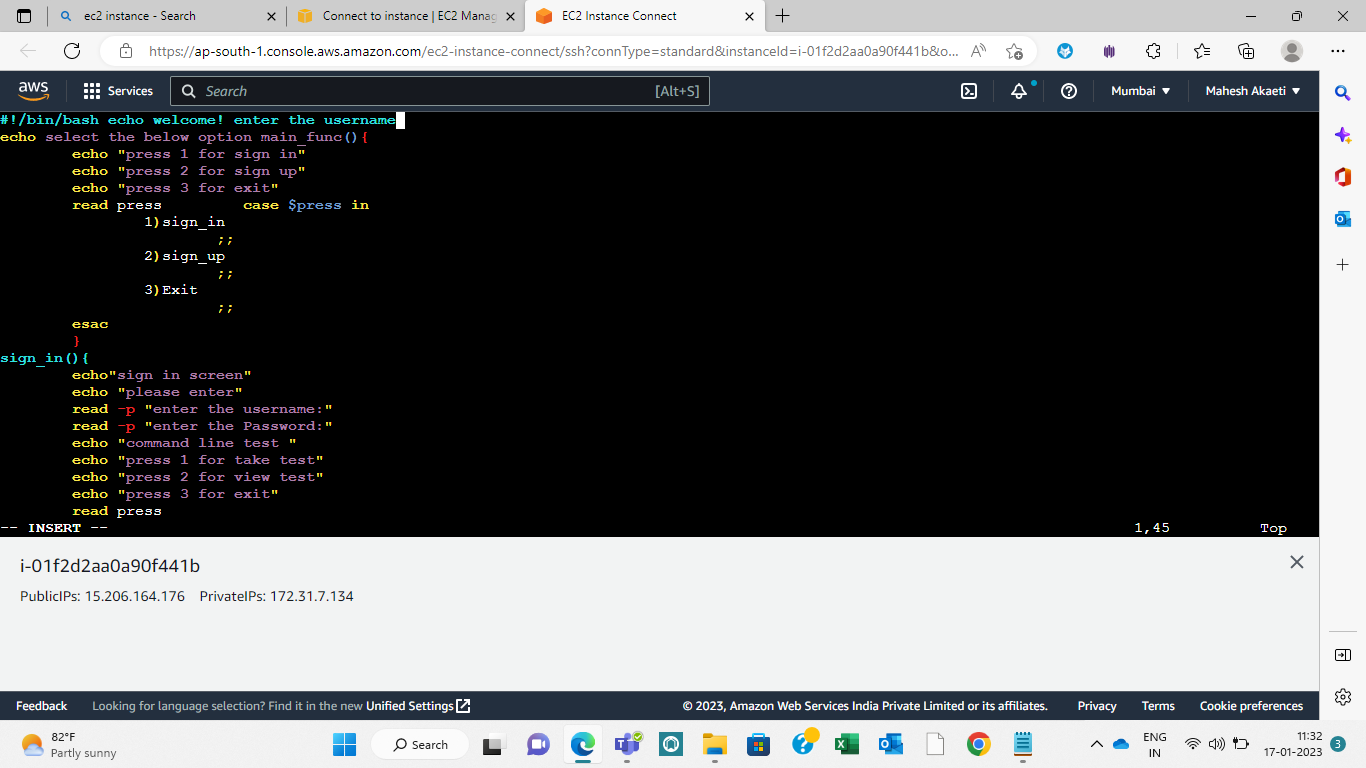 ec2 instance - Search
Connect to instance | EC2 Manag
EC2 Instance Connect
https://ap-south-1.console.aws.amazon.com/ec2-instance-connect/ssh?connType=standard&instanceId=i-01f2d2aa0a90f441b&o...
aws
Services
Search
[Alt+S]
Mumbai
Mahesh Akaeti
#!/bin/bash echo welcome! enter the username
echo select the below option main_func(){
echo "press 1 for sign in"
echo "press 2 for sign up"
echo "press 3 for exit"
read press case $press in
1)sign_in
;;
2)sign_up
;;
3)Exit
;;
esac
}
sign_in(){
echo"sign in screen"
echo "please enter"
read -p "enter the username:"
read -p "enter the Password:"
echo "command line test "
echo "press 1 for take test"
echo "press 2 for view test"
echo "press 3 for exit"
read press
-- INSERT -- 1,45 Top
i-01f2d2aa0a90f441b
PublicIPs: 15.206.164.176 PrivateIPs: 172.31.7.134
Feedback
Looking for language selection? Find it in the new Unified Settings
© 2023, Amazon Web Services India Private Limited or its affiliates.
Privacy
Terms
Cookie preferences
82°F
Partly sunny
Search
ENG
IN
11:32
17-01-2023
3